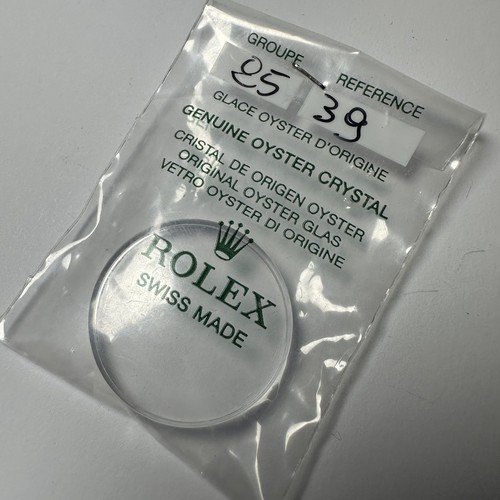 GROUPE REFERENCE
25 39
GLACE OYSTER D'ORIGINE
GENUINE OYSTER CRYSTAL
CRISTAL DE ORIGEN OYSTER
ORIGINAL OYSTER GLAS
VETRO OYSTER DI ORIGINE
ROLEX
SWISS MADE